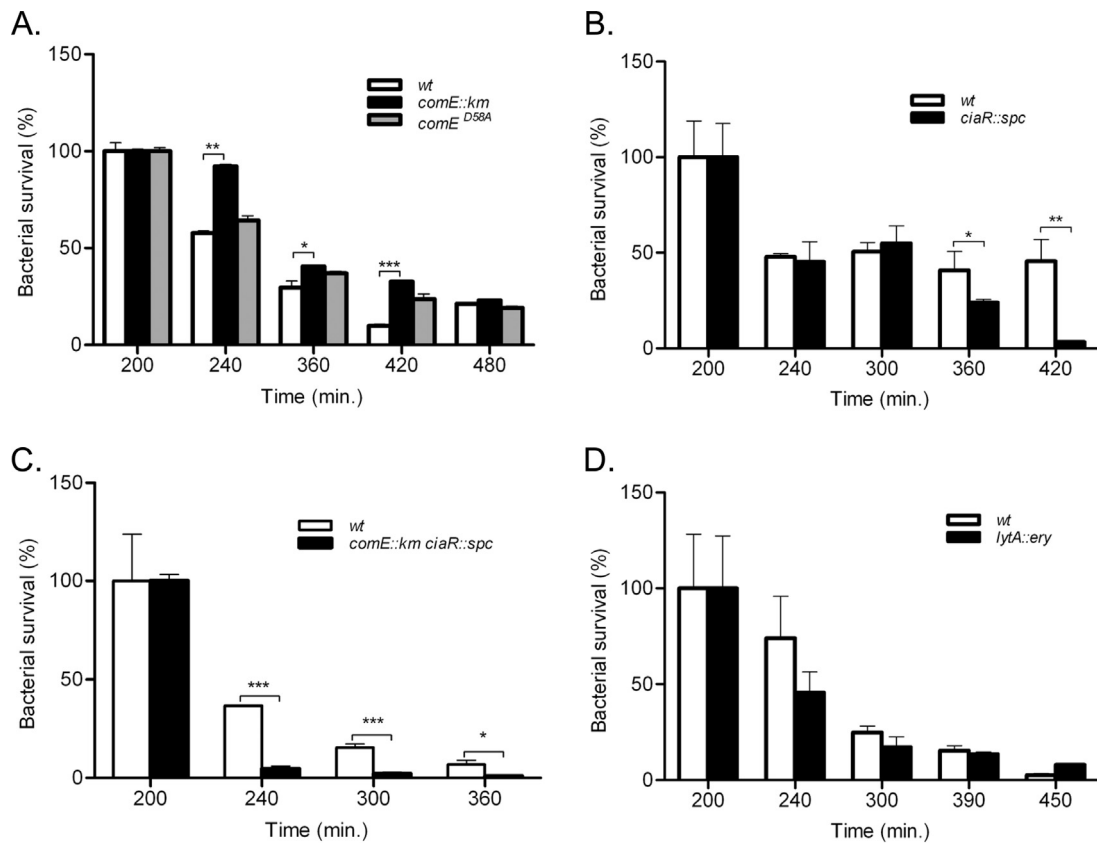 A.
Bacterial survival (%)
150
100
50
0
wt
comE::km
comE D58A
**
*
***
200 240 360 420 480
Time (min.)
B.
Bacterial survival (%)
150
100
50
0
wt
ciaR::spc
*
**
200 240 300 360 420
Time (min.)
C.
Bacterial survival (%)
150
100
50
0
wt
comE::km ciaR::spc
***
***
*
200 240 300 360
Time (min.)
D.
Bacterial survival (%)
150
100
50
0
wt
lytA::ery
200 240 300 390 450
Time (min.)